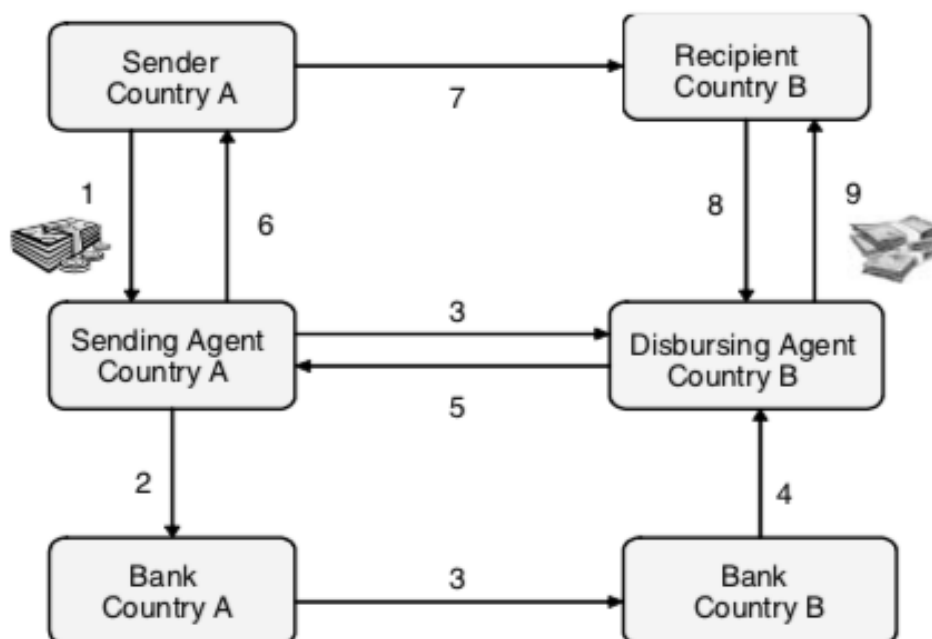 Sender
Country A
Recipient
Country B
7
1
6
8
9
Sending Agent
Country A
3
Disbursing Agent
Country B
5
2
4
Bank
Country A
3
Bank
Country B